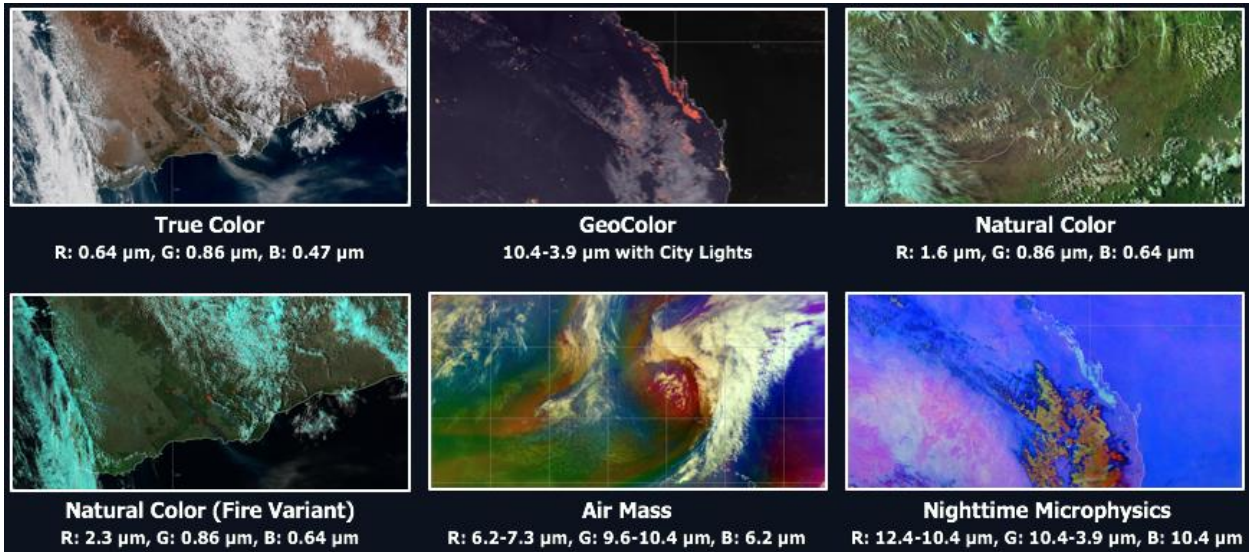 True Color
R: 0.64 µm, G: 0.86 µm, B: 0.47 µm
GeoColor
10.4-3.9 µm with City Lights
Natural Color
R: 1.6 µm, G: 0.86 µm, B: 0.64 µm
Natural Color (Fire Variant)
R: 2.3 µm, G: 0.86 µm, B: 0.64 µm
Air Mass
R: 6.2-7.3 µm, G: 9.6-10.4 µm, B: 6.2 µm
Nighttime Microphysics
R: 12.4-10.4 µm, G: 10.4-3.9 µm, B: 10.4 µm